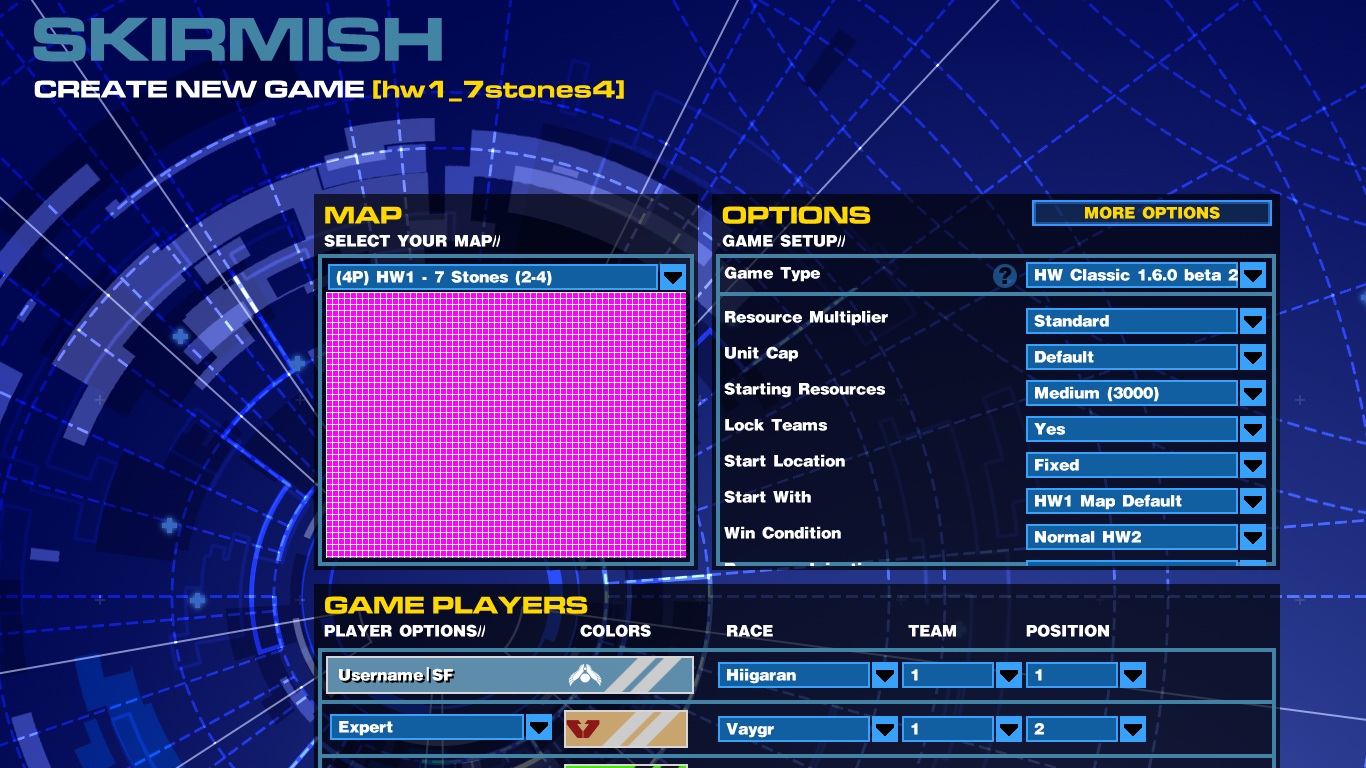 SKIRMISH
CREATE NEW GAME [hw1_7stones4]
MAP
SELECT YOUR MAP//
(4P) HW1 - 7 Stones (2-4)
OPTIONS
MORE OPTIONS
GAME SETUP//
Game Type ? HW Classic 1.6.0 beta 2
Resource Multiplier Standard
Unit Cap Default
Starting Resources Medium (3000)
Lock Teams Yes
Start Location Fixed
Start With HW1 Map Default
Win Condition Normal HW2
GAME PLAYERS
PLAYER OPTIONS// COLORS RACE TEAM POSITION
Username|SF Hiigaran 1 1
Expert Vaygr 1 2